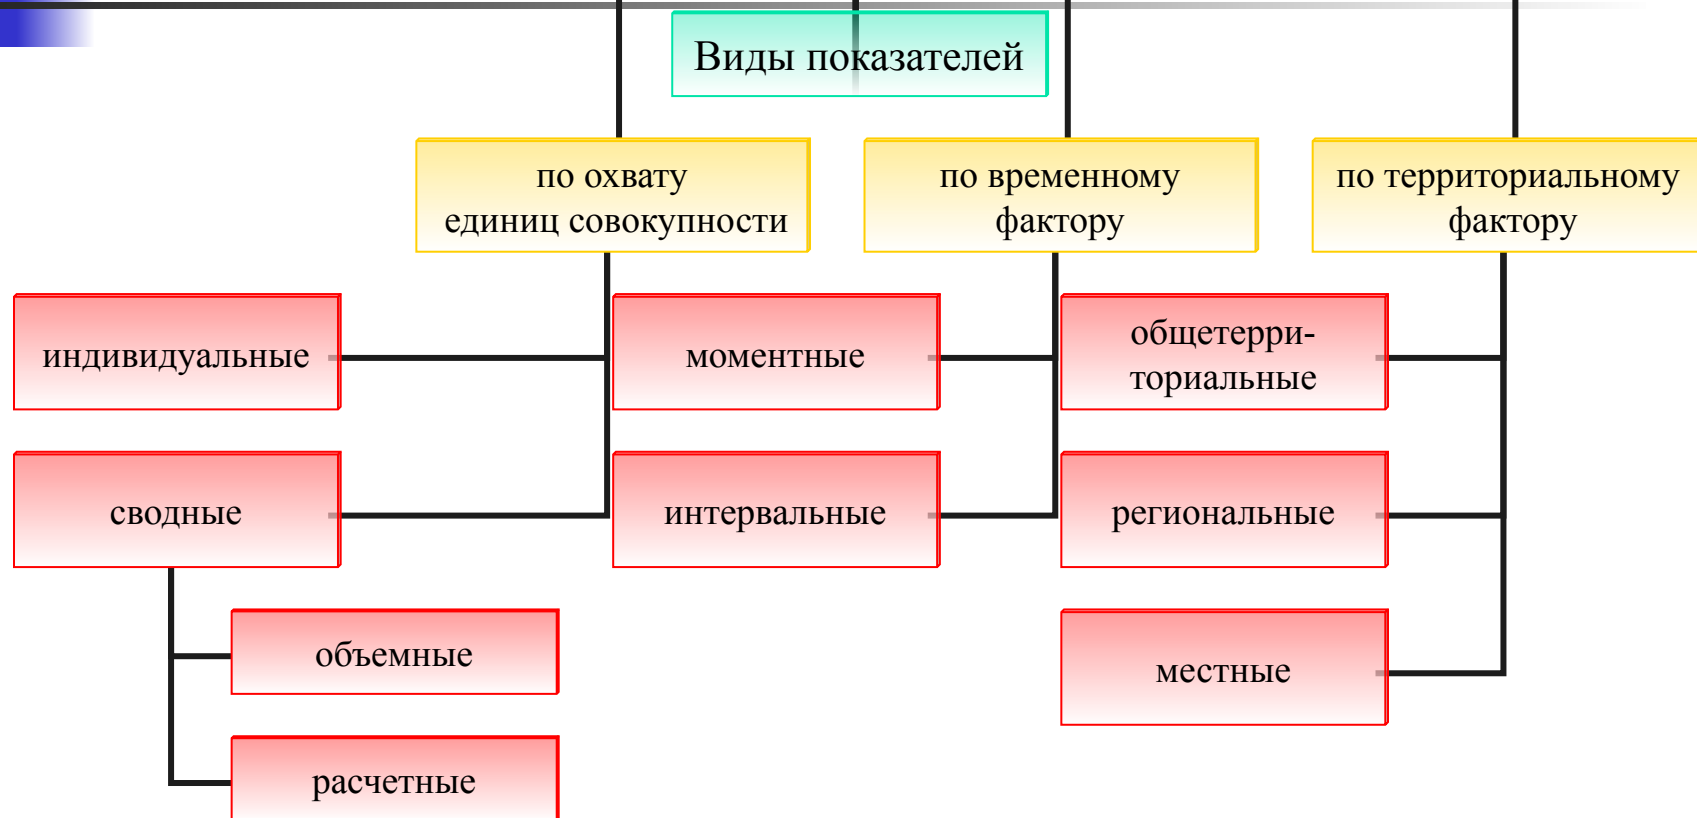 Виды показателей
по охвату
единиц совокупности
по временному
фактору
по территориальному
фактору
индивидуальные
моментные
общетерри-
ториальные
сводные
интервальные
региональные
объемные
местные
расчетные